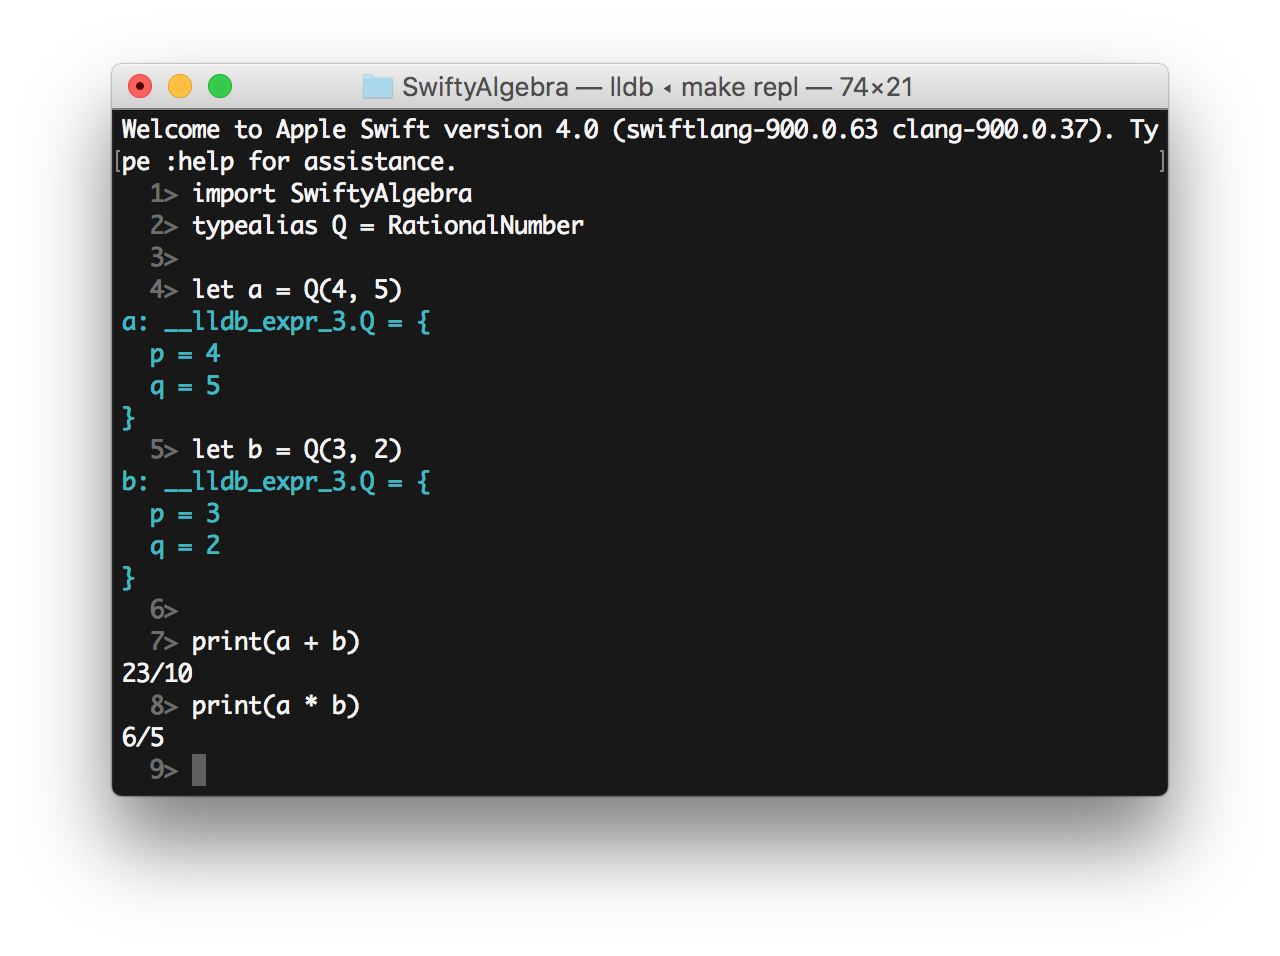 SwiftyAlgebra — lldb ◂ make repl — 74×21
Welcome to Apple Swift version 4.0 (swiftlang-900.0.63 clang-900.0.37). Ty
[pe :help for assistance. ]
1> import SwiftyAlgebra
2> typealias Q = RationalNumber
3>
4> let a = Q(4, 5)
a: __lldb_expr_3.Q = {
p = 4
q = 5
}
5> let b = Q(3, 2)
b: __lldb_expr_3.Q = {
p = 3
q = 2
}
6>
7> print(a + b)
23/10
8> print(a * b)
6/5
9>